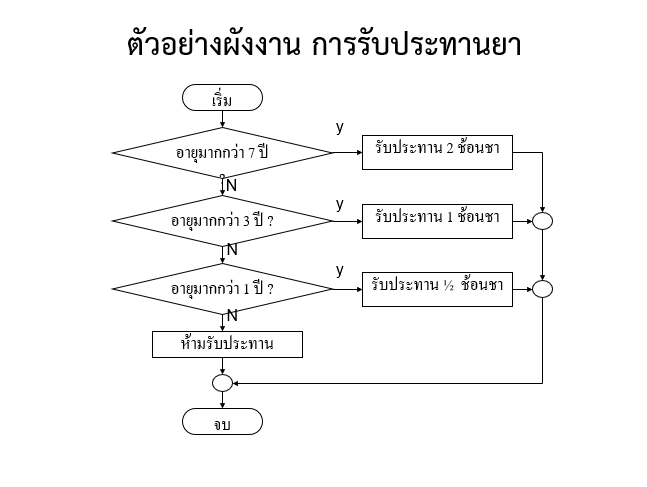 ตัวอย่างผังงาน การรับประทานยา
เริ่ม
y
อายุมากกว่า 7 ปี
รับประทาน 2 ช้อนชา
N
y
อายุมากกว่า 3 ปี ?
รับประทาน 1 ช้อนชา
N
y
อายุมากกว่า 1 ปี ?
รับประทาน ½ ช้อนชา
N
ห้ามรับประทาน
จบ